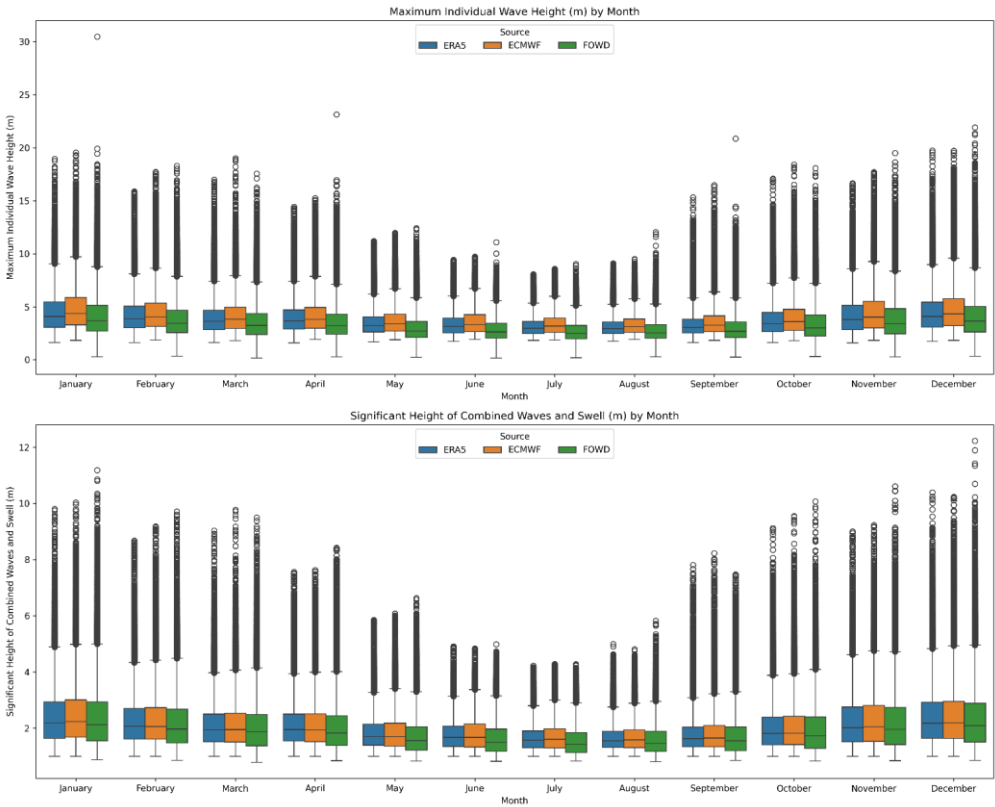 Maximum Individual Wave Height (m) by Month
Source
ERA5 ECMWF FOWD
Maximum Individual Wave Height (m)
30
25
20
15
10
5
0
January February March April May June July August September October November December
Month
Significant Height of Combined Waves and Swell (m) by Month
Source
ERA5 ECMWF FOWD
Significant Height of Combined Waves and Swell (m)
12
10
8
6
4
2
January February March April May June July August September October November December
Month